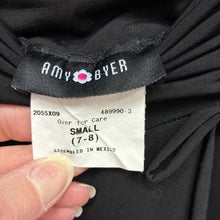 AMY BYER
2055X09 489990-3
Over for Care
SMALL
(7-8)
ASSEMBLED IN MEXICO